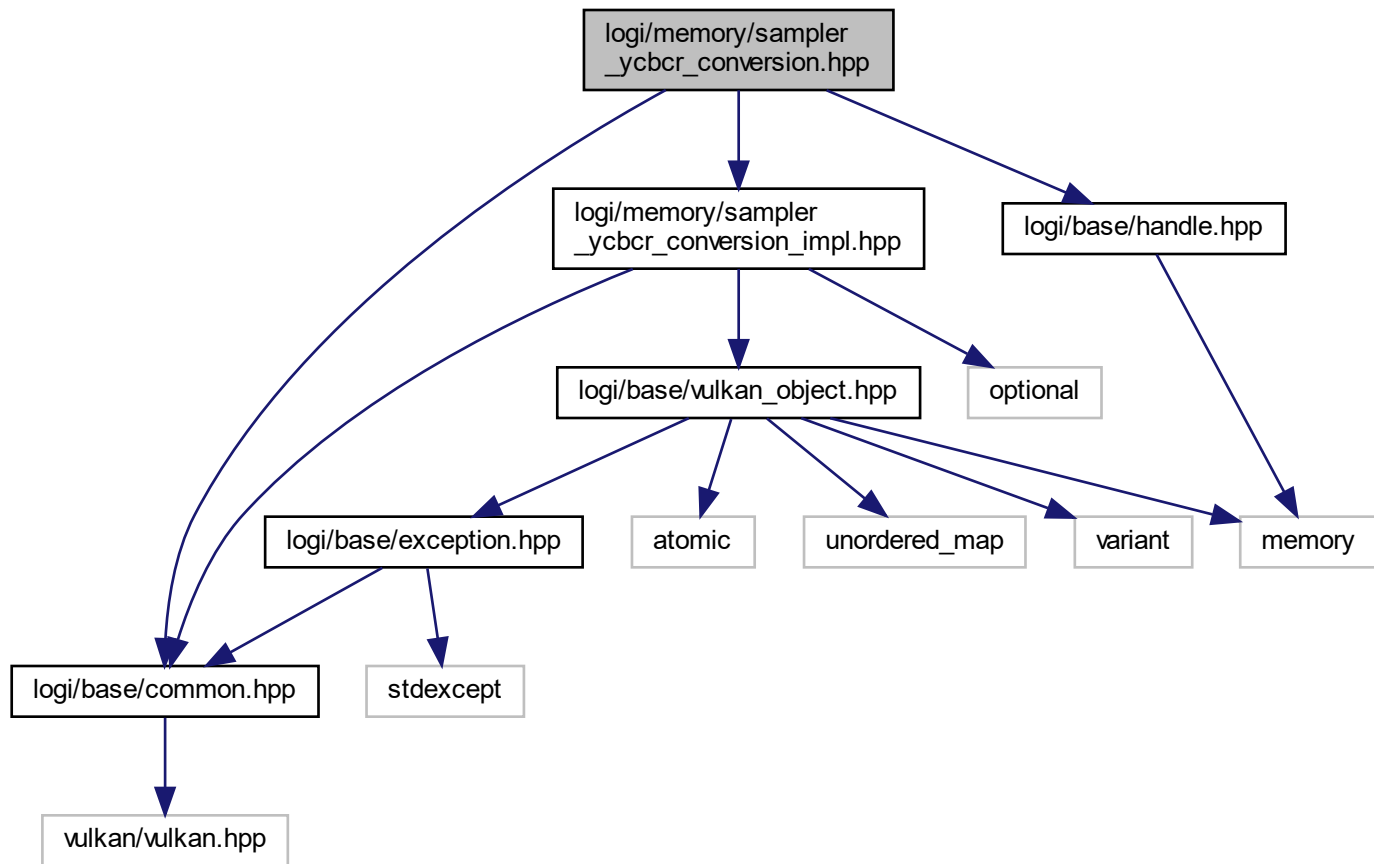 logi/memory/sampler
_ycbcr_conversion.hpp
logi/memory/sampler
_ycbcr_conversion_impl.hpp
logi/base/handle.hpp
logi/base/vulkan_object.hpp
optional
logi/base/exception.hpp
atomic
unordered_map
variant
memory
logi/base/common.hpp
stdexcept
vulkan/vulkan.hpp